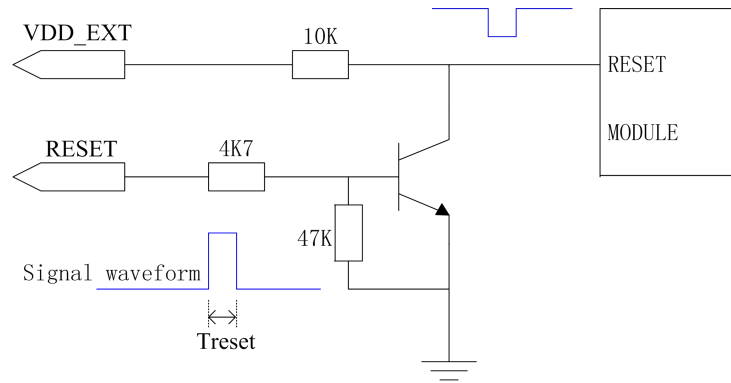 VDD_EXT
10K
RESET
MODULE
RESET
4K7
47K
Signal waveform
Treset